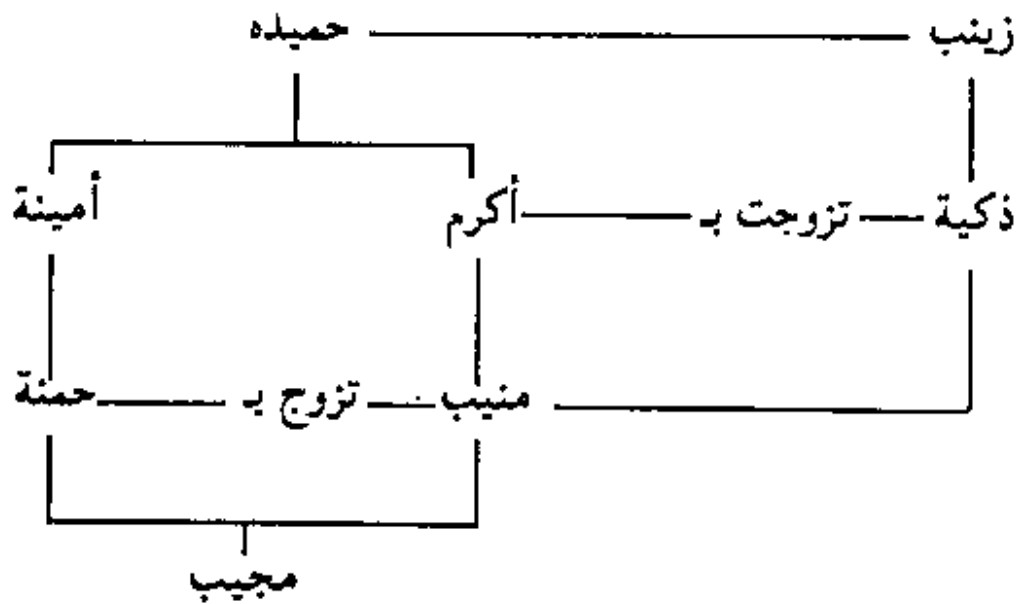 زينب حميده
ذكية تزوجت بـ أكرم أمينة
منيب تزوج بـ حمنة
مجيب